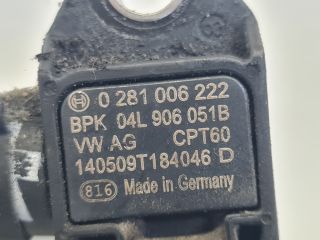 0 281 006 222
BPK 04L 906 051B
VW AG CPT60
140509T184046 D
816 Made in Germany